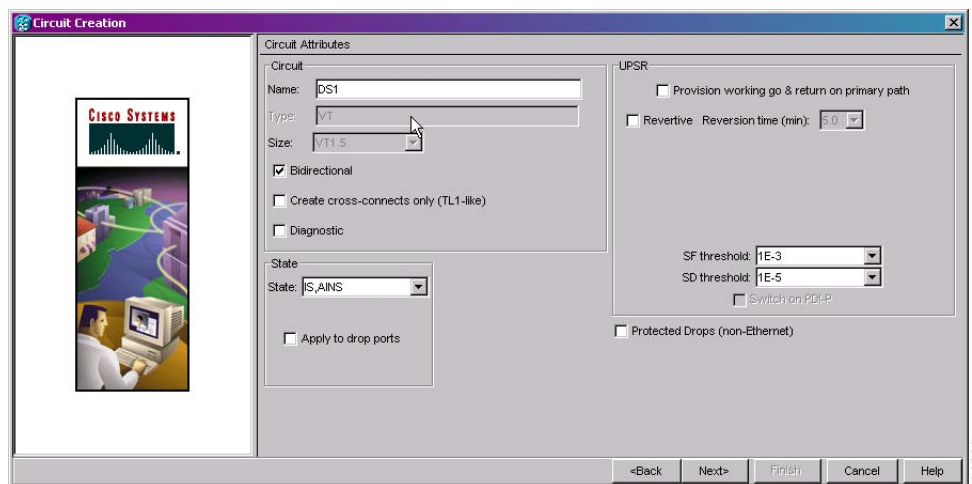 Circuit Creation
CISCO SYSTEMS
Circuit Attributes
Circuit
Name: DS1
Type: VT
Size: VT1.5
Bidirectional
Create cross-connects only (TL1-like)
Diagnostic
State
State: IS,AINS
Apply to drop ports
UPSR
Provision working go & return on primary path
Revertive Reversion time (min): 5.0
SF threshold: 1E-3
SD threshold: 1E-5
Switch on PDI-P
Protected Drops (non-Ethernet)
<Back Next> Finish Cancel Help